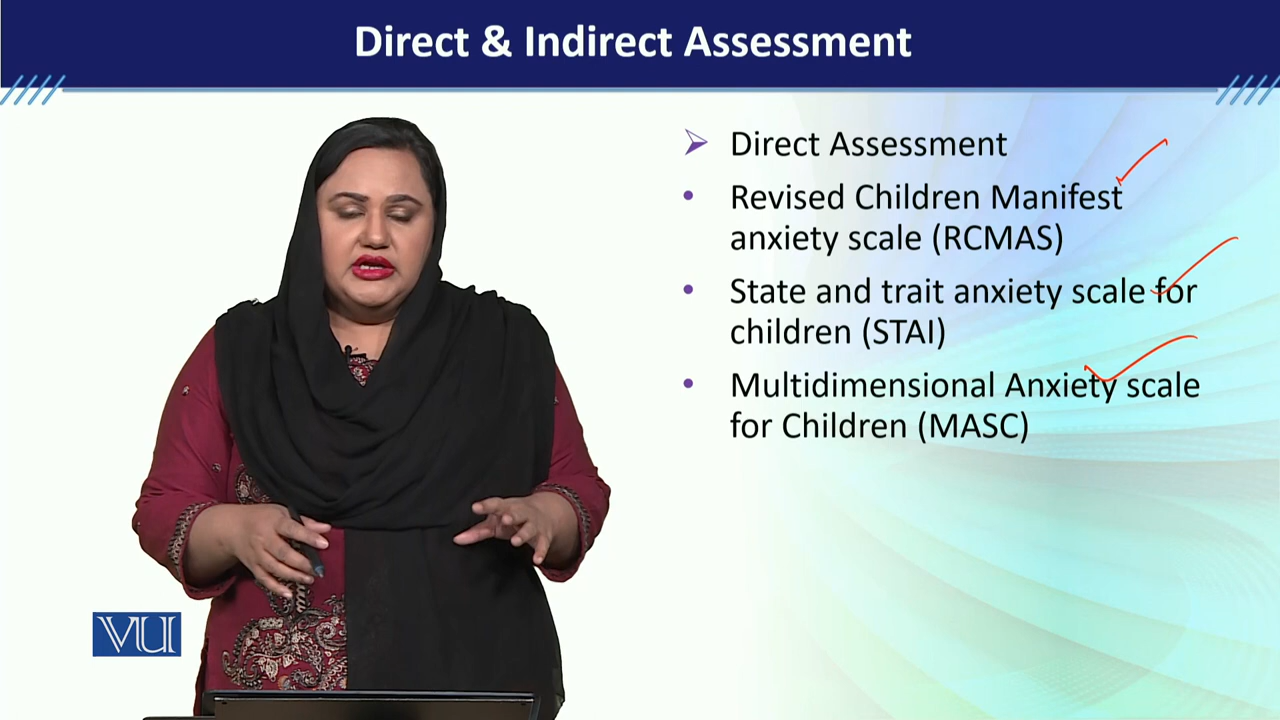 Direct & Indirect Assessment
➢ Direct Assessment
• Revised Children Manifest
anxiety scale (RCMAS)
• State and trait anxiety scale for
children (STAI)
• Multidimensional Anxiety scale
for Children (MASC)
VU